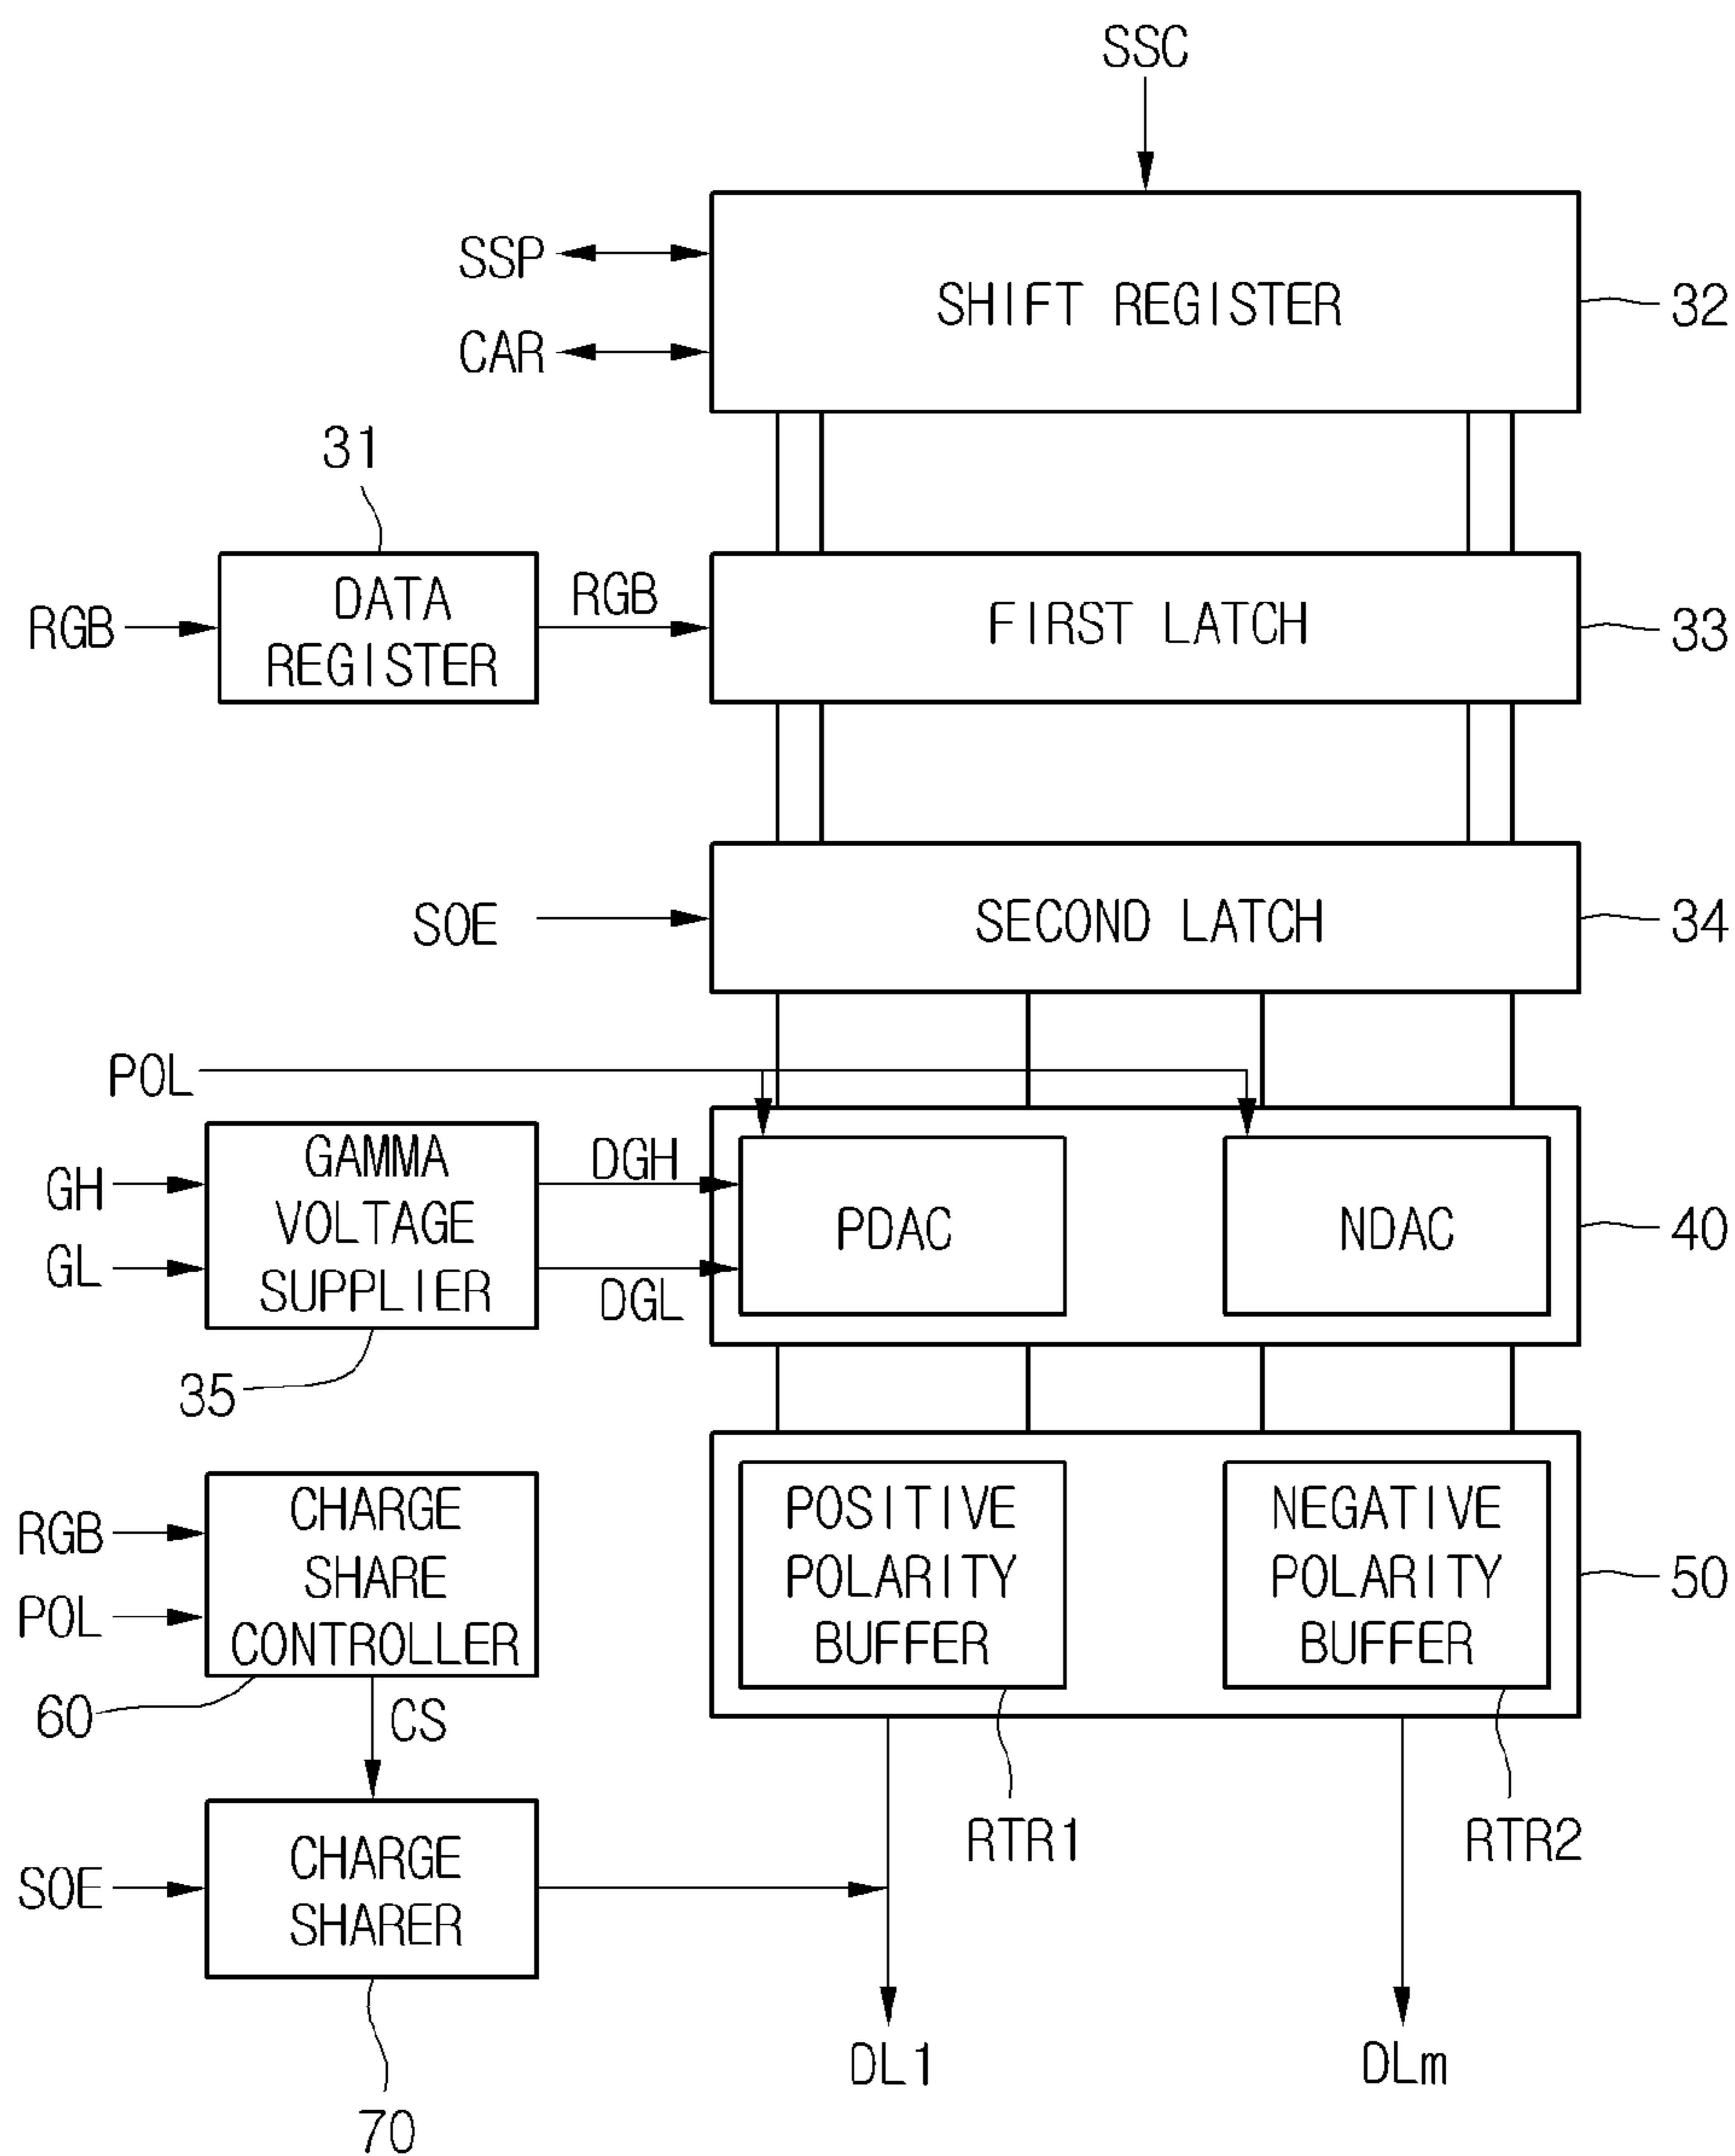 SSC
SSP
SHIFT REGISTER
32
CAR
31
RGB
DATA
REGISTER
RGB
FIRST LATCH
33
SOE
SECOND LATCH
34
POL
GH
GL
GAMMA
VOLTAGE
SUPPLIER
DGH
DGL
PDAC
NDAC
40
35
RGB
POL
CHARGE
SHARE
CONTROLLER
POSITIVE
POLARITY
BUFFER
NEGATIVE
POLARITY
BUFFER
50
60
CS
RTR1
RTR2
SOE
CHARGE
SHARER
DL1
DLm
70